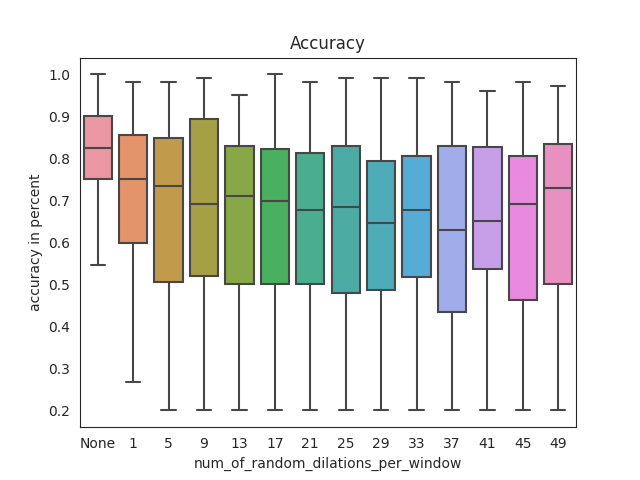 Accuracy
1.0
0.9
0.8
0.7
0.6
0.5
0.4
0.3
0.2
accuracy in percent
None 1 5 9 13 17 21 25 29 33 37 41 45 49
num_of_random_dilations_per_window